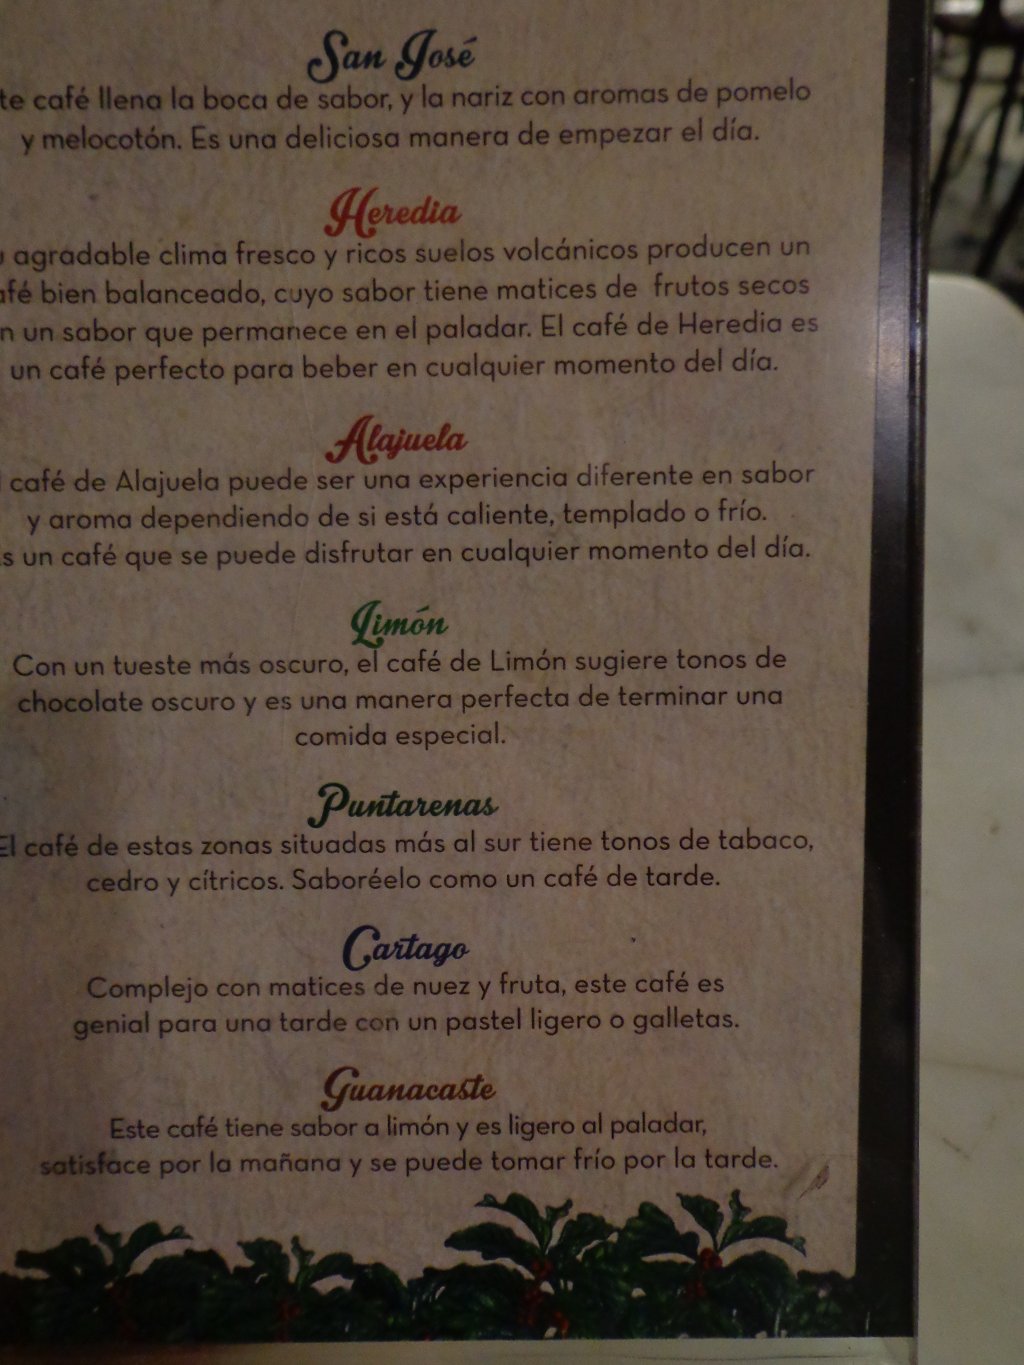 San José
café llena la boca de sabor, y la nariz con aromas de pomelo
y melocotón. Es una deliciosa manera de empezar el día.
Heredia
agradable clima fresco y ricos suelos volcánicos producen un
bien balanceado, cuyo sabor tiene matices de frutos secos
un sabor que permanece en el paladar. El café de Heredia es
un café perfecto para beber en cualquier momento del día.
Alajuela
café de Alajuela puede ser una experiencia diferente en sabor
y aroma dependiendo de si está caliente, templado o frío.
un café que se puede disfrutar en cualquier momento del día.
Limón
Con un tueste más oscuro, el café de Limón sugiere tonos de
chocolate oscuro y es una manera perfecta de terminar una
comida especial.
Puntarenas
El café de estas zonas situadas más al sur tiene tonos de tabaco,
cedro y cítricos. Saboréelo como un café de tarde.
Cartago
Complejo con matices de nuez y fruta, este café es
genial para una tarde con un pastel ligero o galletas.
Guanacaste
Este café tiene sabor a limón y es ligero al paladar,
satisface por la mañana y se puede tomar frío por la tarde.